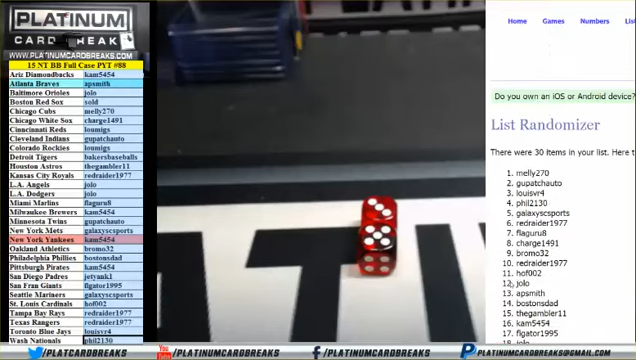 PLATINUM
CARD BREAK
WWW.PLATINUMCARDBREAKS.COM
15 NT BB Full Case PYT #88
Ariz Diamondbacks kam5454
Atlanta Braves apsmith
Baltimore Orioles jolo
Boston Red Sox sold
Chicago Cubs melly270
Chicago White Sox charge1491
Cinncinati Reds loumigs
Cleveland Indians gupatchauto
Colorado Rockies loumigs
Detroit Tigers bakersbaseballs
Houston Astros thegambler11
Kansas City Royals redraider1977
L.A. Angels jolo
L.A. Dodgers jolo
Miami Marlins flaguru8
Milwaukee Brewers kam5454
Minnesota Twins gupatchauto
New York Mets galaxyscsports
New York Yankees kam5454
Oakland Athletics bromo32
Philadelphia Phillies bostonsdad
Pittsburgh Pirates kam5454
San Diego Padres jetyank1
San Fran Giants flgator1995
Seattle Mariners galaxyscsports
St. Louis Cardinals hof002
Tampa Bay Rays redraider1977
Texas Rangers redraider1977
Toronto Blue Jays louisvr4
Wash Nationals phil2130
Home Games Numbers Lis
Do you own an iOS or Android device?
List Randomizer
There were 30 items in your list. Here t
1. melly270
2. gupatchauto
3. louisvr4
4. phil2130
5. galaxyscsports
6. redraider1977
7. flaguru8
8. charge1491
9. bromo32
10. redraider1977
11. hof002
12. jolo
13. apsmith
14. bostonsdad
15. thegambler11
16. kam5454
17. flgator1995
18. jolo
/PLATCARDBREAKS
You Tube /PLATINUMCARDBREAKS
/PLATINUMCARDBREAKS
PLATINUMCARDBREAKS@